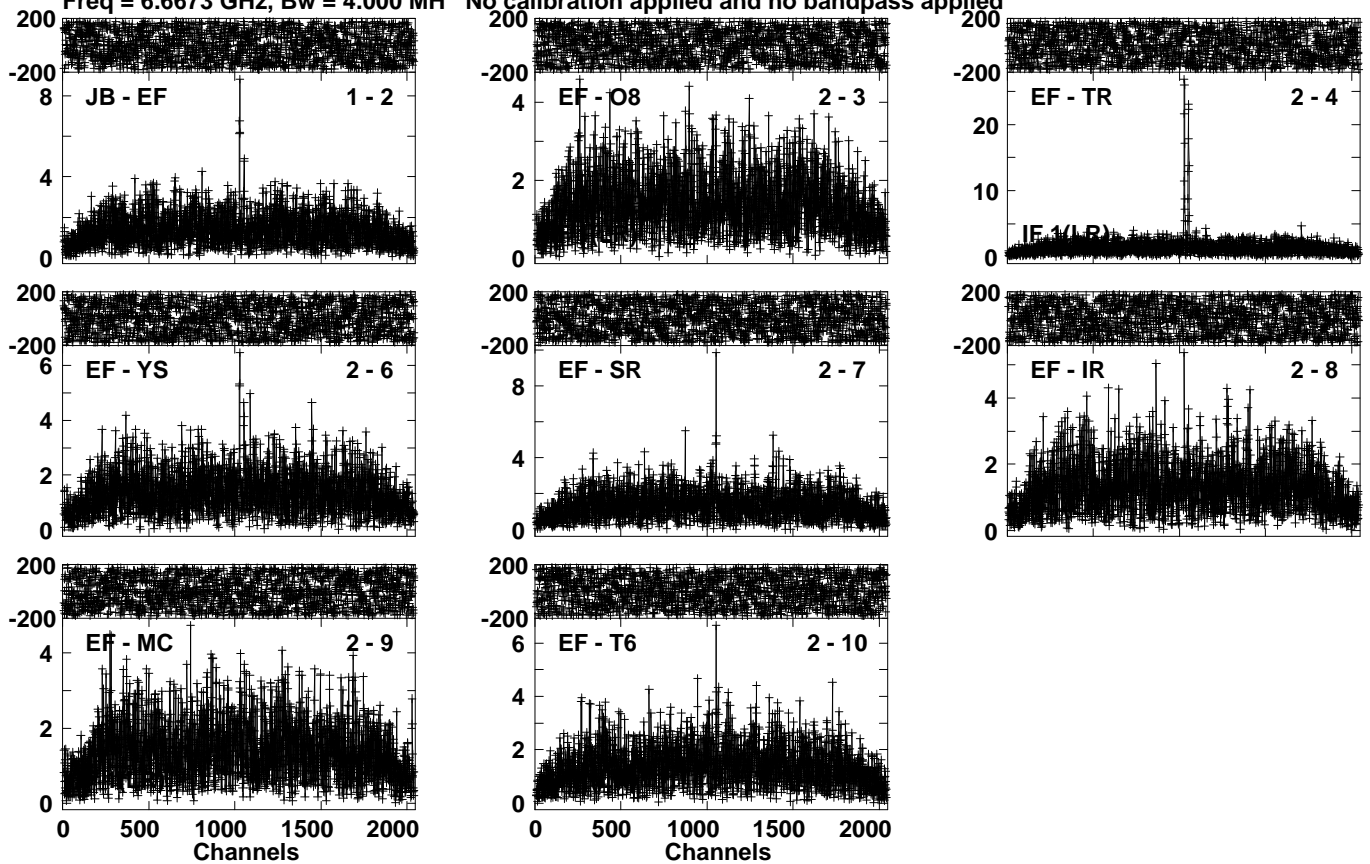 Freq = 6.6673 GHz, Bw = 4.000 MH No calibration applied and no bandpass applied
200 200 200
-200 -200 -200
JB - EF 1 - 2 EF - O8 2 - 3 EF - TR 2 - 4
8 4 20
4 2 10
IF 1(LR)
0 0 0
200 200 200
-200 -200 -200
EF - YS 2 - 6 EF - SR 2 - 7 EF - IR 2 - 8
6 8 4
4 4 2
2
0 0 0
200 200
-200 -200
EF - MC 2 - 9 EF - T6 2 - 10
4 6
2 4
2
0 0
0 500 1000 1500 2000 0 500 1000 1500 2000
Channels Channels